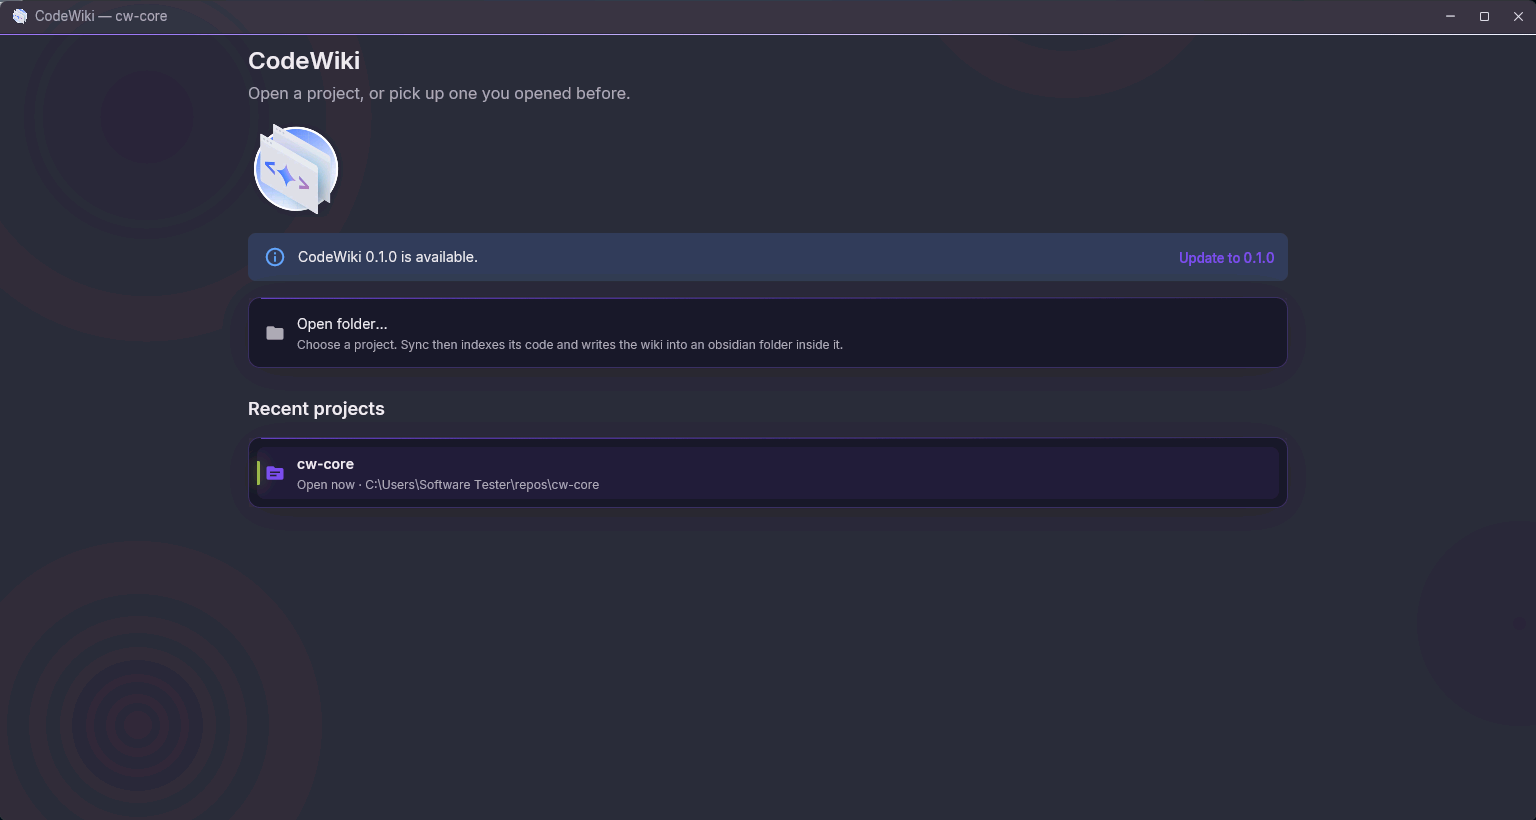 CodeWiki — cw-core
CodeWiki
Open a project, or pick up one you opened before.
CodeWiki 0.1.0 is available.
Update to 0.1.0
Open folder...
Choose a project. Sync then indexes its code and writes the wiki into an obsidian folder inside it.
Recent projects
cw-core
Open now · C:\Users\Software Tester\repos\cw-core